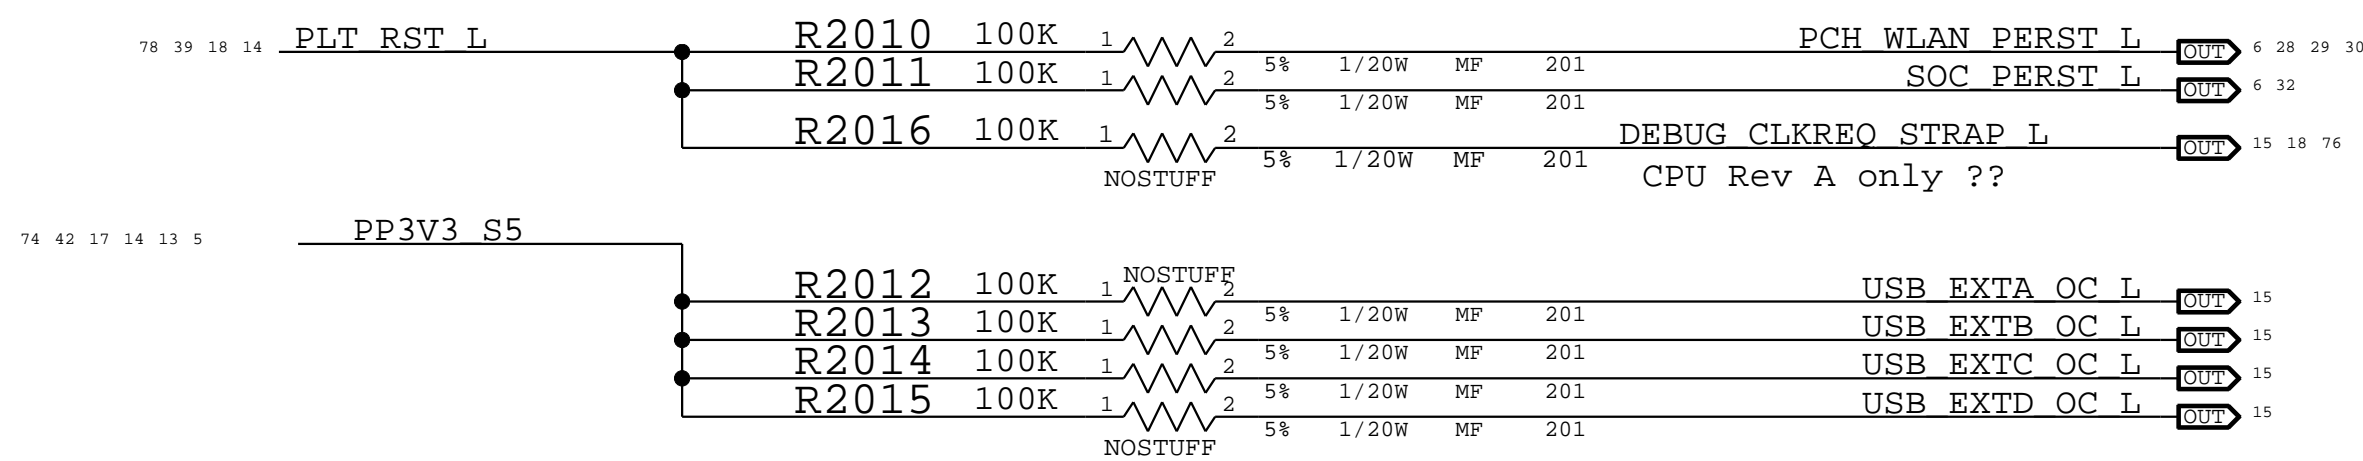 78 39 18 14 PLT_RST_L R2010 100K 1 2 PCH_WLAN_PERST_L OUT 6 28 29 30
5% 1/20W MF 201
R2011 100K 1 2 SOC_PERST_L OUT 6 32
5% 1/20W MF 201
R2016 100K 1 2 DEBUG_CLKREQ_STRAP_L OUT 15 18 76
5% 1/20W MF 201
NOSTUFF CPU Rev A only ??
74 42 17 14 13 5 PP3V3_S5
NOSTUFF
R2012 100K 1 2 USB_EXTA_OC_L OUT 15
5% 1/20W MF 201
R2013 100K 1 2 USB_EXTB_OC_L OUT 15
5% 1/20W MF 201
R2014 100K 1 2 USB_EXTC_OC_L OUT 15
5% 1/20W MF 201
R2015 100K 1 2 USB_EXTD_OC_L OUT 15
5% 1/20W MF 201
NOSTUFF